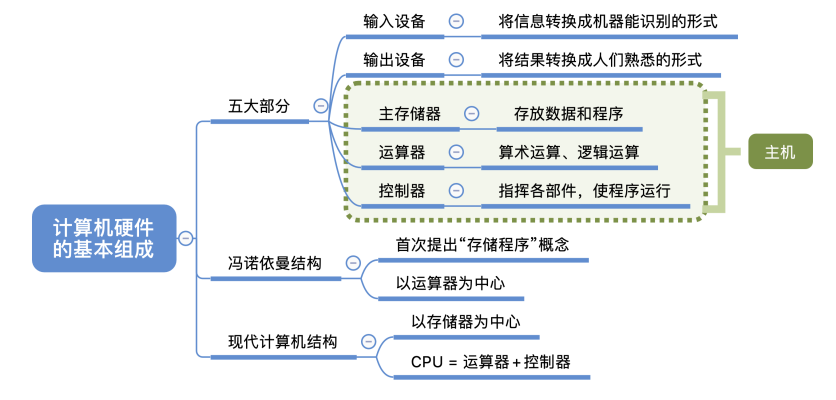 计算机硬件
的基本组成
五大部分
输入设备
将信息转换成机器能识别的形式
输出设备
将结果转换成人们熟悉的形式
主存储器
存放数据和程序
运算器
算术运算、逻辑运算
控制器
指挥各部件，使程序运行
主机
冯诺依曼结构
首次提出“存储程序”概念
以运算器为中心
现代计算机结构
以存储器为中心
CPU = 运算器+控制器